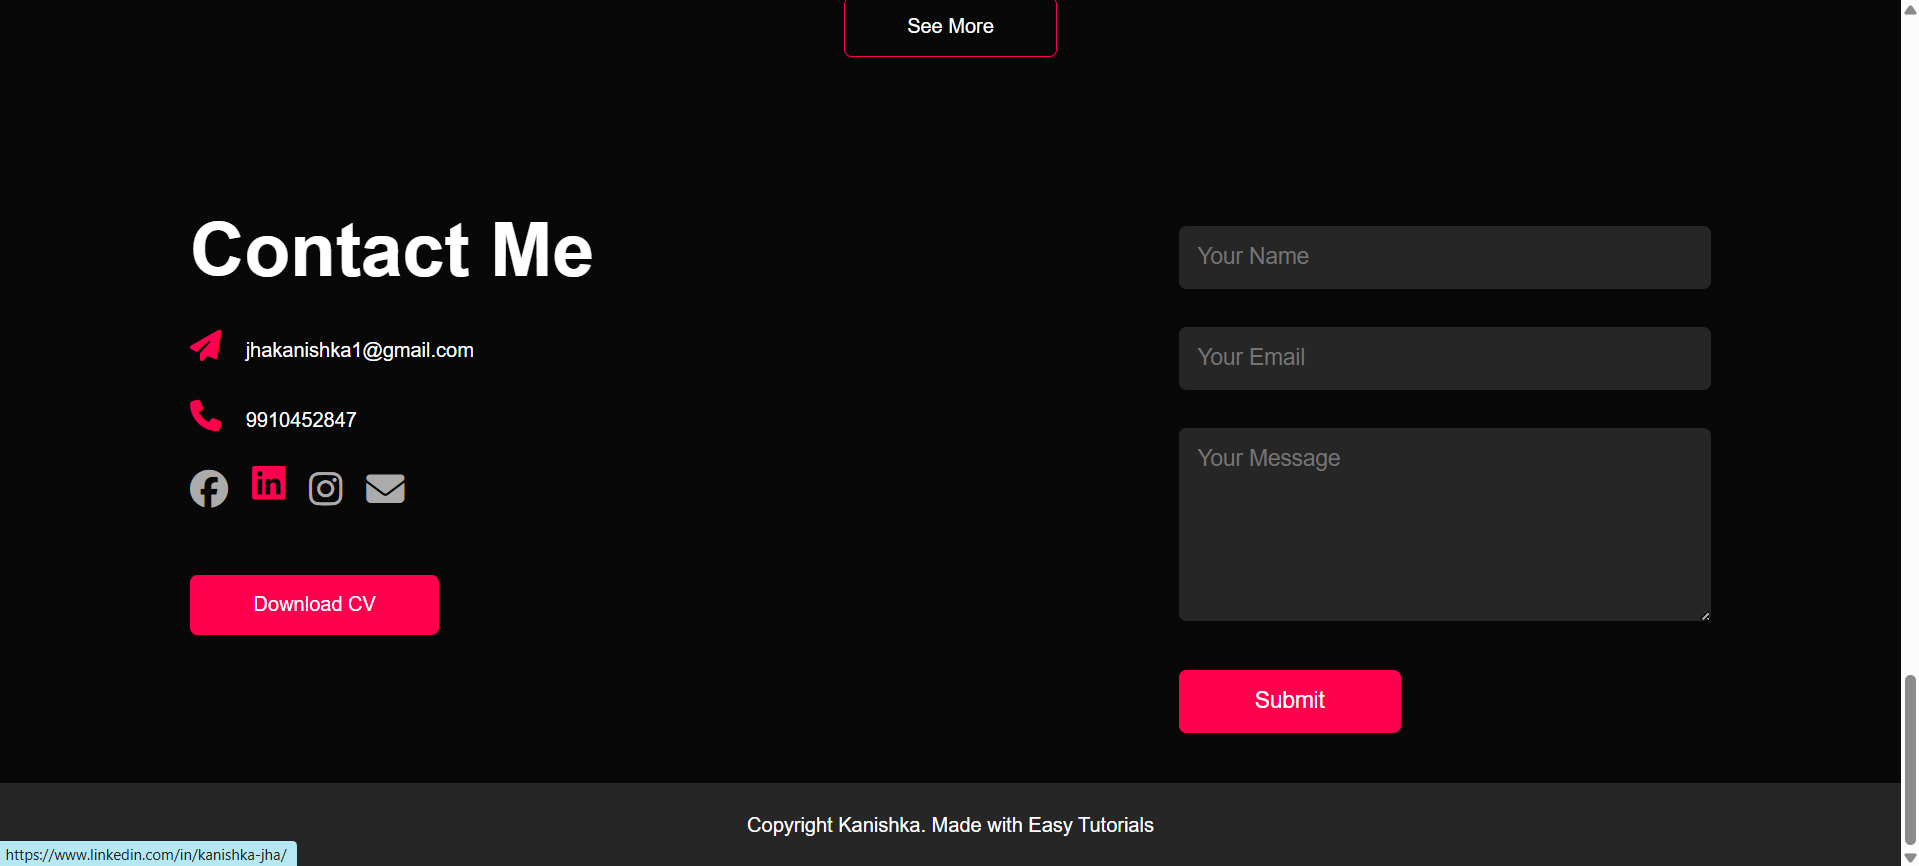 See More
Contact Me
jhakanishka1@gmail.com
9910452847
in
Download CV
Your Name
Your Email
Your Message
Submit
Copyright Kanishka. Made with Easy Tutorials
https://www.linkedin.com/in/kanishka-jha/